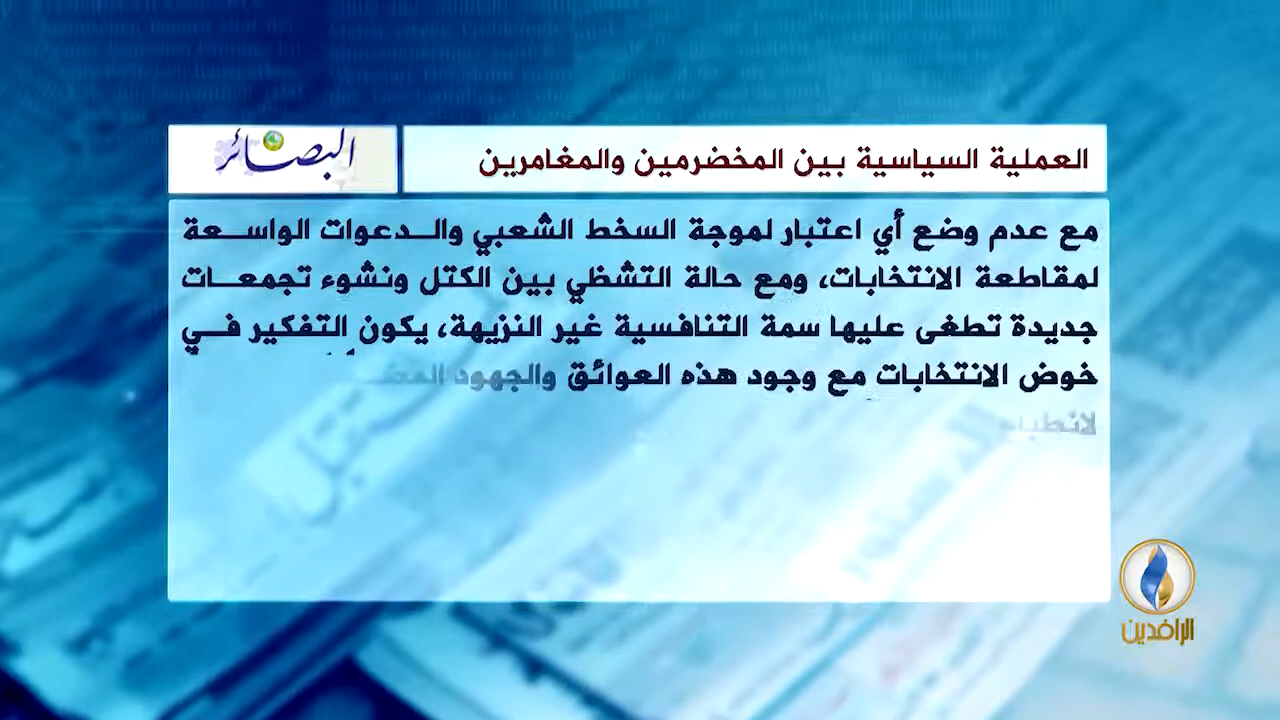 العملية السياسية بين المخضرمين والمغامرين
البصائر
مع عدم وضع أي اعتبار لموجة السخط الشعبي والدعوات الواسعة
لمقاطعة الانتخابات، ومع حالة التشظي بين الكتل ونشوء تجمعات
جديدة تطغى عليها سمة التنافسية غير النزيهة، يكون التفكير في
خوض الانتخابات مع وجود هذه العوائق والجهود
الرافدين